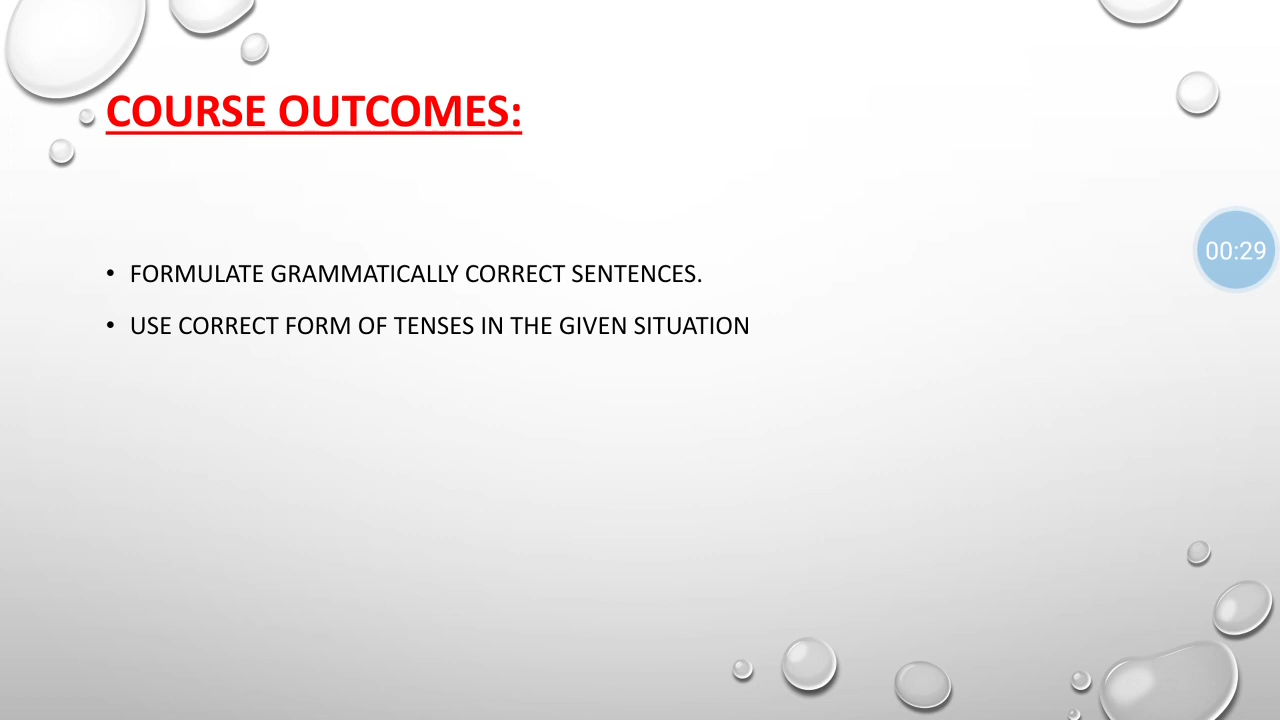 COURSE OUTCOMES:
• FORMULATE GRAMMATICALLY CORRECT SENTENCES.
• USE CORRECT FORM OF TENSES IN THE GIVEN SITUATION
00:29